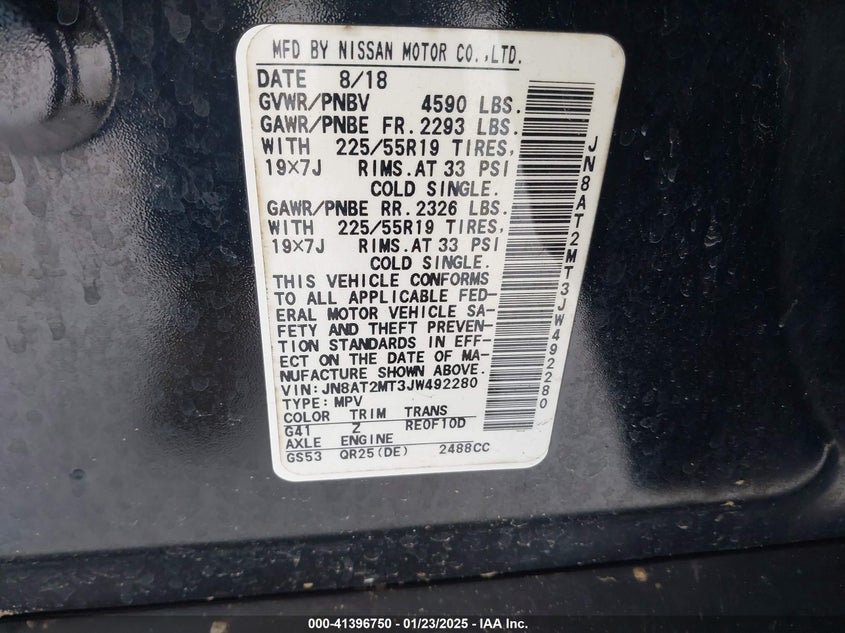 MFD BY NISSAN MOTOR CO.,LTD.
DATE 8/18
GVWR/PNBV 4590 LBS.
GAWR/PNBE FR. 2293 LBS.
WITH 225/55R19 TIRES,
19×7J RIMS. AT 33 PSI
COLD SINGLE.
GAWR/PNBE RR. 2326 LBS.
WITH 225/55R19 TIRES,
19×7J RIMS. AT 33 PSI
COLD SINGLE.
THIS VEHICLE CONFORMS
TO ALL APPLICABLE FED-
ERAL MOTOR VEHICLE SA-
FETY AND THEFT PREVEN-
TION STANDARDS IN EFF-
ECT ON THE DATE OF MA-
NUFACTURE SHOWN ABOVE.
VIN: JN8AT2MT3JW492280
TYPE: MPV
COLOR TRIM TRANS
G41 Z RE0F10D
AXLE ENGINE
GS53 QR25(DE) 2488CC
JN8AT2MT3JW492280
000-41396750 / 01/23/2025 - IAA Inc.